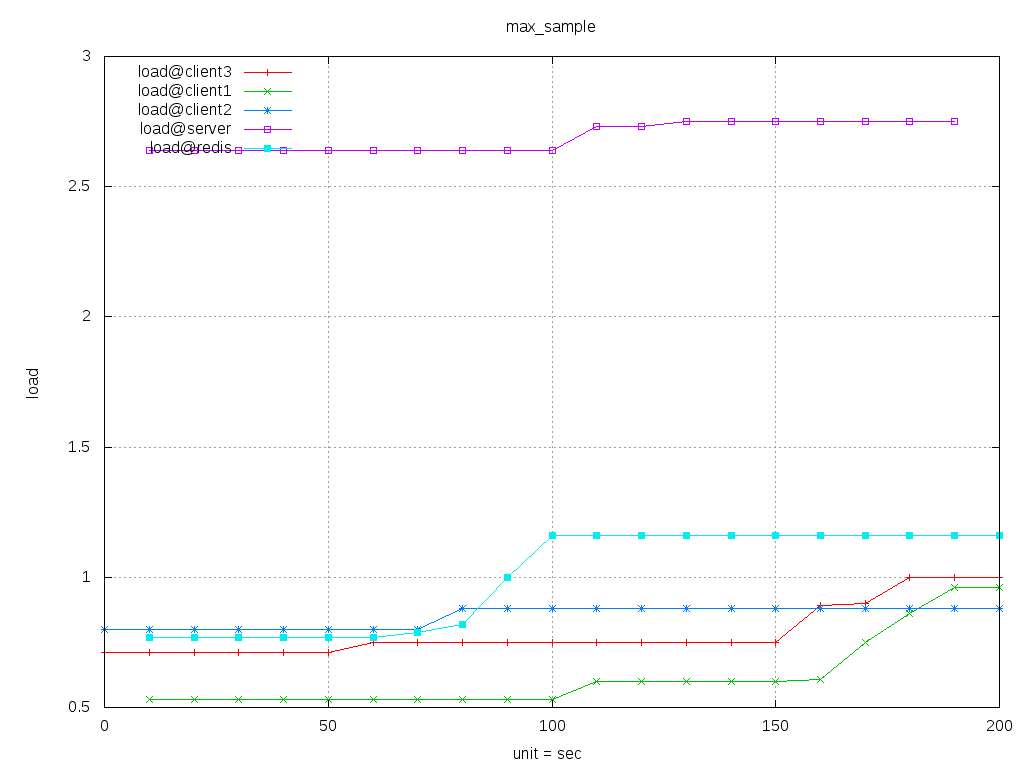 max_sample
3
load@client3
load@client1
load@client2
load@server
load@redis
2.5
2
load
1.5
1
0.5
0 50 100 150 200
unit = sec